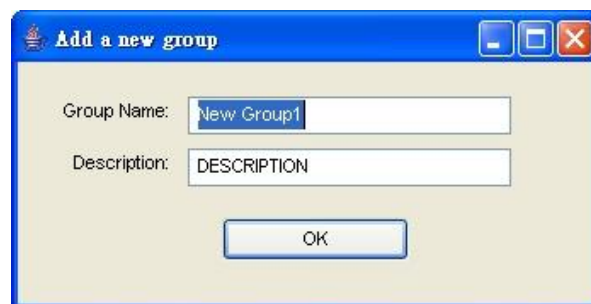 Add a new group
Group Name: New Group1
Description: DESCRIPTION
OK